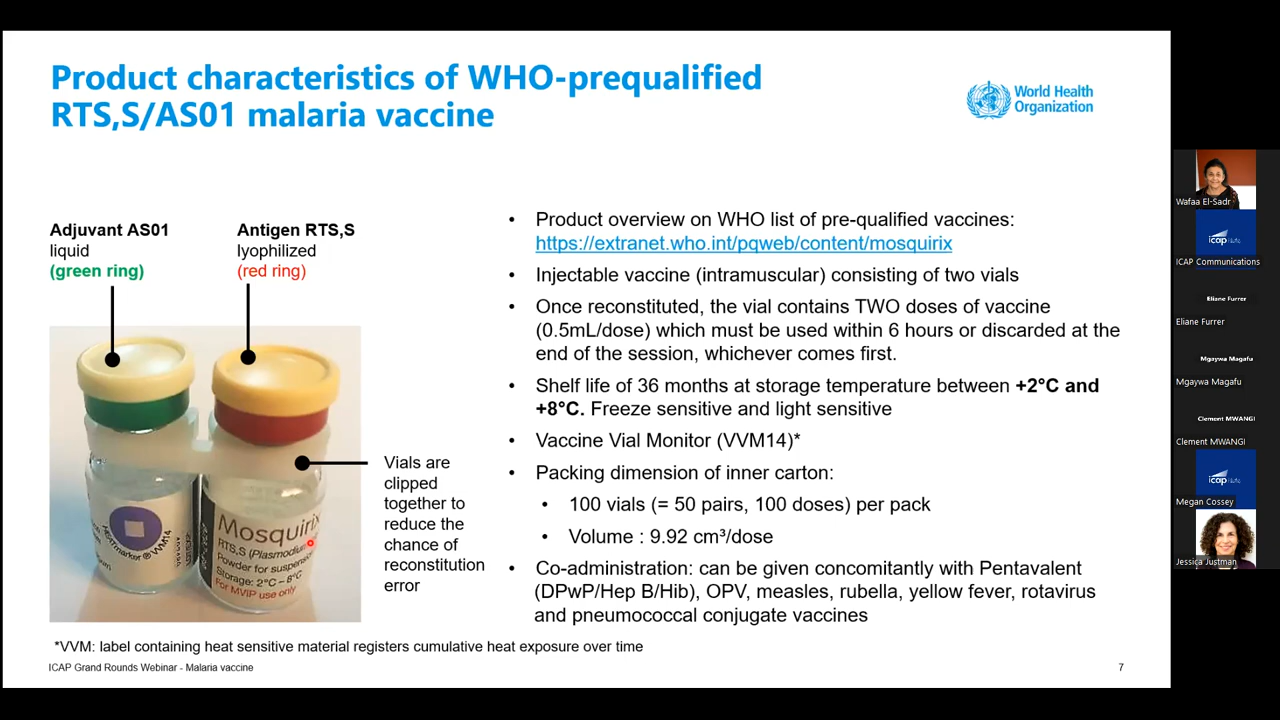 Product characteristics of WHO-prequalified
RTS,S/AS01 malaria vaccine
World Health
Organization
Adjuvant AS01
liquid
(green ring)
Antigen RTS,S
lyophilized
(red ring)
HEATmarker® VVM14
Mosquirix
RTS,S (Plasmodium
Powder for suspension
Storage: 2°C – 8°C
For MVIP use only
Vials are
clipped
together to
reduce the
chance of
reconstitution
error
• Product overview on WHO list of pre-qualified vaccines:
https://extranet.who.int/pqweb/content/mosquirix
• Injectable vaccine (intramuscular) consisting of two vials
• Once reconstituted, the vial contains TWO doses of vaccine
(0.5mL/dose) which must be used within 6 hours or discarded at the
end of the session, whichever comes first.
• Shelf life of 36 months at storage temperature between +2°C and
+8°C. Freeze sensitive and light sensitive
• Vaccine Vial Monitor (VVM14)*
• Packing dimension of inner carton:
• 100 vials (= 50 pairs, 100 doses) per pack
• Volume : 9.92 cm³/dose
• Co-administration: can be given concomitantly with Pentavalent
(DPwP/Hep B/Hib), OPV, measles, rubella, yellow fever, rotavirus
and pneumococcal conjugate vaccines
*VVM: label containing heat sensitive material registers cumulative heat exposure over time
ICAP Grand Rounds Webinar - Malaria vaccine
7
Wafaa El-Sadr
icap
ICAP Communications
Eliane Furrer
Eliane Furrer
Mgaywa Magafu
Mgaywa Magafu
Clement MWANGI
Clement MWANGI
icap
Megan Cossey
Jessica Justman